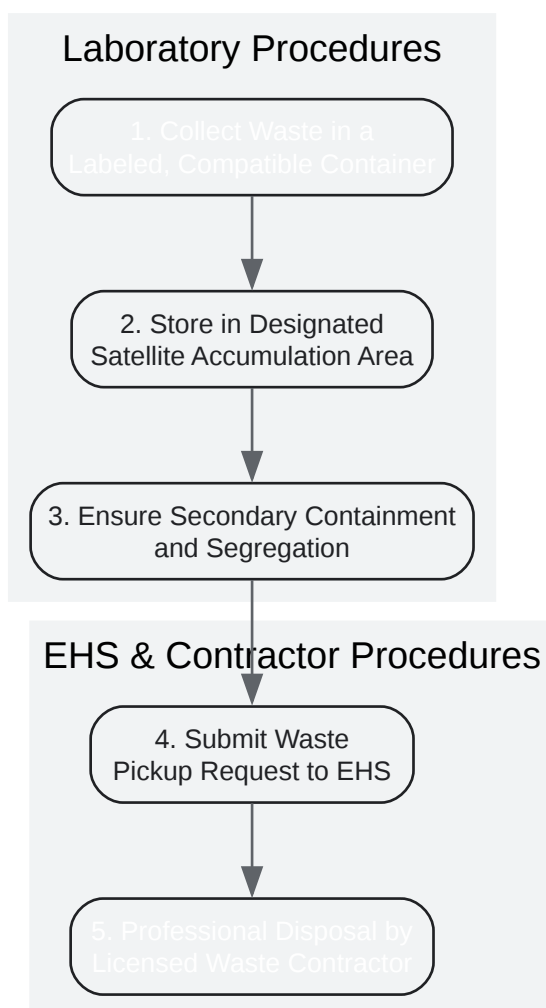 Laboratory Procedures
1. Collect Waste in a
Labeled, Compatible Container
2. Store in Designated
Satellite Accumulation Area
3. Ensure Secondary Containment
and Segregation
EHS & Contractor Procedures
4. Submit Waste
Pickup Request to EHS
5. Professional Disposal by
Licensed Waste Contractor